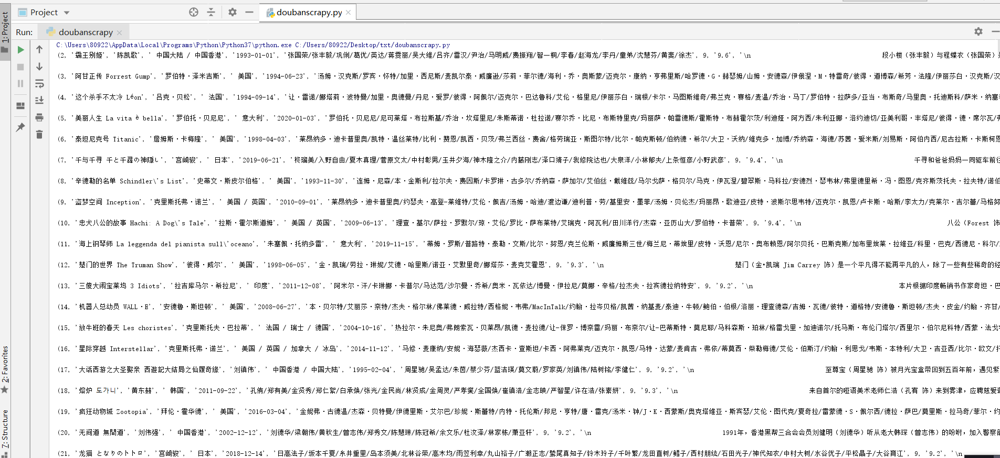 Project
doubanscrapy.py
1: Project
Run:
doubanscrapy
C:\Users\80922\AppData\Local\Programs\Python\Python37\python.exe C:/Users/80922/Desktop/txt/doubanscrapy.py
(2, '霸王别姬', '陈凯歌', ' 中国大陆 / 中国香港', '1993-01-01', '张国荣/张丰毅/巩俐/葛优/英达/蒋雯丽/吴大维/吕齐/雷汉/尹治/马明威/费振翔/智一桐/李春/赵海龙/李丹/童弟/沈慧芬/黄斐/徐杰', 9, '9.6', '\n 段小楼（张丰毅）与程蝶衣（张国荣）是
(3, '阿甘正传 Forrest Gump', '罗伯特·泽米吉斯', ' 美国', '1994-06-23', '汤姆·汉克斯/罗宾·怀特/加里·西尼斯/麦凯尔泰·威廉逊/莎莉·菲尔德/海利·乔·奥斯蒙/迈克尔·康纳·亨弗里斯/哈罗德·G·赫瑟姆/山姆·安德森/伊俄涅·M·特雷奇/彼得·道博森/希芳·法隆/伊丽莎白·汉克斯/汉
(4, '这个杀手不太冷 Léon', '吕克·贝松', ' 法国', '1994-09-14', '让·雷诺/娜塔莉·波特曼/加里·奥德曼/丹尼·爱罗/彼得·阿佩尔/迈克尔·巴达鲁科/艾伦·格里尼/伊丽莎白·瑞根/卡尔·马图斯维奇/弗兰克·赛格/麦温/乔治·马丁/罗伯特·拉萨多/亚当·布斯奇/马里奥·托迪斯科/萨米·纳塞
(5, '美丽人生 La vita è bella', '罗伯托·贝尼尼', ' 意大利', '2020-01-03', '罗伯托·贝尼尼/尼可莱塔·布拉斯基/乔治·坎塔里尼/朱斯蒂诺·杜拉诺/赛尔乔·比尼·布斯特里克/玛丽萨·帕雷德斯/霍斯特·布赫霍尔茨/利迪娅·阿方西/朱利亚娜·洛约迪切/亚美利哥·丰塔尼/彼得·德·席尔瓦/弗
(6, '泰坦尼克号 Titanic', '詹姆斯·卡梅隆', ' 美国', '1998-04-03', '莱昂纳多·迪卡普里奥/凯特·温丝莱特/比利·赞恩/凯西·贝茨/弗兰西丝·费舍/格劳瑞亚·斯图尔特/比尔·帕克斯顿/伯纳德·希尔/大卫·沃纳/维克多·加博/乔纳森·海德/苏茜·爱米斯/刘易斯·阿伯内西/尼古拉斯·卡斯柯恩
(7, '千与千寻 千と千尋の神隠し', '宫崎骏', ' 日本', '2019-06-21', '柊瑠美/入野自由/夏木真理/菅原文太/中村彰男/玉井夕海/神木隆之介/内藤刚志/泽口靖子/我修院达也/大泉洋/小林郁夫/上条恒彦/小野武彦', 9, '9.4', '\n 千寻和爸爸妈妈一同驱车前往
(8, '辛德勒的名单 Schindler\'s List', '史蒂文·斯皮尔伯格', ' 美国', '1993-11-30', '连姆·尼森/本·金斯利/拉尔夫·费因斯/卡罗琳·古多尔/乔纳森·萨加尔/艾伯丝·戴维兹/马尔戈萨·格贝尔/马克·伊瓦涅/碧翠斯·马科拉/安德烈·瑟韦林/弗里德里希·冯·图恩/克齐斯茨托夫·拉夫特/诺伯
(9, '盗梦空间 Inception', '克里斯托弗·诺兰', ' 美国 / 英国', '2010-09-01', '莱昂纳多·迪卡普里奥/约瑟夫·高登-莱维特/艾伦·佩吉/汤姆·哈迪/渡边谦/迪利普·劳/基里安·墨菲/汤姆·贝伦杰/玛丽昂·歌迪亚/皮特·波斯尔思韦特/迈克尔·凯恩/卢卡斯·哈斯/李太力/克莱尔·吉尔蕾/马格努
(10, '忠犬八公的故事 Hachi: A Dog\'s Tale', '拉斯·霍尔斯道姆', ' 美国 / 英国', '2009-06-13', '理查·基尔/萨拉·罗默尔/琼·艾伦/罗比·萨布莱特/艾瑞克·阿瓦利/田川洋行/杰森·亚历山大/罗伯特·卡普荣', 9, '9.4', '\n 八公（Forest 饰
(11, '海上钢琴师 La leggenda del pianista sull\'oceano', '朱塞佩·托纳多雷', ' 意大利', '2019-11-15', '蒂姆·罗斯/普路特·泰勒·文斯/比尔·努恩/克兰伦斯·威廉姆斯三世/梅兰尼·蒂埃里/皮特·沃恩/尼尔·奥布赖恩/阿尔贝托·巴斯克斯/加布里埃莱·拉维亚/科里·巴克/西德尼·科尔/
(12, '楚门的世界 The Truman Show', '彼得·威尔', ' 美国', '1998-06-05', '金·凯瑞/劳拉·琳妮/艾德·哈里斯/诺亚·艾默里奇/娜塔莎·麦克艾霍恩', 9, '9.3', '\n 楚门（金•凯瑞 Jim Carrey 饰）是一个平凡得不能再平凡的人，除了一些有些稀奇的经
(13, '三傻大闹宝莱坞 3 Idiots', '拉吉库马尔·希拉尼', ' 印度', '2011-12-08', '阿米尔·汗/卡琳娜·卡普尔/马达范/沙尔曼·乔希/奥米·瓦依达/博曼·伊拉尼/莫娜·辛格/拉杰夫·拉宾德拉纳特安', 9, '9.2', '\n 本片根据印度畅销书作家奇坦·巴
(14, '机器人总动员 WALL·E', '安德鲁·斯坦顿', ' 美国', '2008-06-27', '本·贝尔特/艾丽莎·奈特/杰夫·格尔林/佛莱德·威拉特/西格妮·韦弗/MacInTalk/约翰·拉岑贝格/凯茜·纳基麦/泰迪·牛顿/鲍伯·伯根/洛丽·理查德森/吉姆·瓦德/彼特·道格特/安德鲁·斯坦顿/杰夫·皮金/约翰·齐甘/
(15, '放牛班的春天 Les choristes', '克里斯托夫·巴拉蒂', ' 法国 / 瑞士 / 德国', '2004-10-16', '热拉尔·朱尼奥/弗朗索瓦·贝莱昂/凯德·麦拉德/让-保罗·博奈雷/玛丽·布奈尔/让-巴蒂斯特·莫尼耶/马科森斯·珀林/格雷戈里·加迪诺尔/托马斯·布伦门塔尔/西里尔·伯尔尼科特/西蒙·法戈
(16, '星际穿越 Interstellar', '克里斯托弗·诺兰', ' 美国 / 英国 / 加拿大 / 冰岛', '2014-11-12', '马修·麦康纳/安妮·海瑟薇/杰西卡·查斯坦/卡西·阿弗莱克/迈克尔·凯恩/马特·达蒙/麦肯吉·弗依/蒂莫西·柴勒梅德/艾伦·伯斯汀/约翰·利思戈/韦斯·本特利/大卫·吉亚西/比尔·欧文/托
(17, '大话西游之大圣娶亲 西遊記大結局之仙履奇緣', '刘镇伟', ' 中国香港 / 中国大陆', '1995-02-04', '周星驰/吴孟达/朱茵/蔡少芬/蓝洁瑛/莫文蔚/罗家英/刘镇伟/陆树铭/李健仁', 9, '9.2', '\n 至尊宝（周星驰 饰）被月光宝盒带回到五百年前，遇见紫
(18, '熔炉 도가니', '黄东赫', ' 韩国', '2011-09-22', '孔侑/郑有美/金贤秀/郑仁絮/白承焕/张光/金民尚/林贤成/金周灵/严孝燮/全国焕/崔镇浩/金志映/严智星/许在浩/张素妍', 9, '9.3', '\n 来自首尔的哑语美术老师仁浩（孔宥 饰）来到雾津，应聘慈爱
(19, '疯狂动物城 Zootopia', '拜伦·霍华德', ' 美国', '2016-03-04', '金妮弗·古德温/杰森·贝特曼/伊德里斯·艾尔巴/珍妮·斯蕾特/内特·托伦斯/邦尼·亨特/唐·雷克/汤米·钟/J·K·西蒙斯/奥克塔维亚·斯宾瑟/艾伦·图代克/夏奇拉/雷蒙德·S·佩尔西/德拉·萨巴/莫里斯·拉马奇/菲尔·约
(20, '无间道 無間道', '刘伟强', ' 中国香港', '2002-12-12', '刘德华/梁朝伟/黄秋生/曾志伟/郑秀文/陈慧琳/陈冠希/余文乐/杜汶泽/林家栋/萧亚轩', 9, '9.2', '\n 1991年，香港黑帮三合会会员刘健明（刘德华）听从老大韩琛（曾志伟）的吩咐，加入警察部
(21, '龙猫 となりのトトロ', '宫崎骏', ' 日本', '2018-12-14', '日高法子/坂本千夏/糸井重里/岛本须美/北林谷荣/高木均/雨笠利幸/丸山裕子/广濑正志/鹫尾真知子/铃木玲子/千叶繁/龙田直树/鳕子/西村朋纮/石田光子/神代知衣/中村大树/水谷优子/平松晶子/大谷育江', 9, '9.2', '\n
2: Favorites
7: Structure